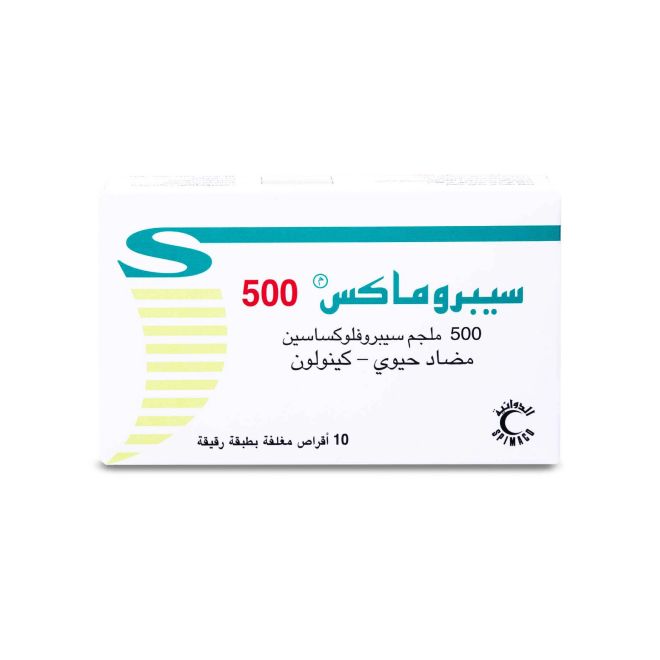 سيبروماكس م 500
500 ملجم سيبروفلوكساسين
مضاد حيوي – كينولون
10 أقراص مغلفة بطبقة رقيقة
الدوائية
SPIMACO